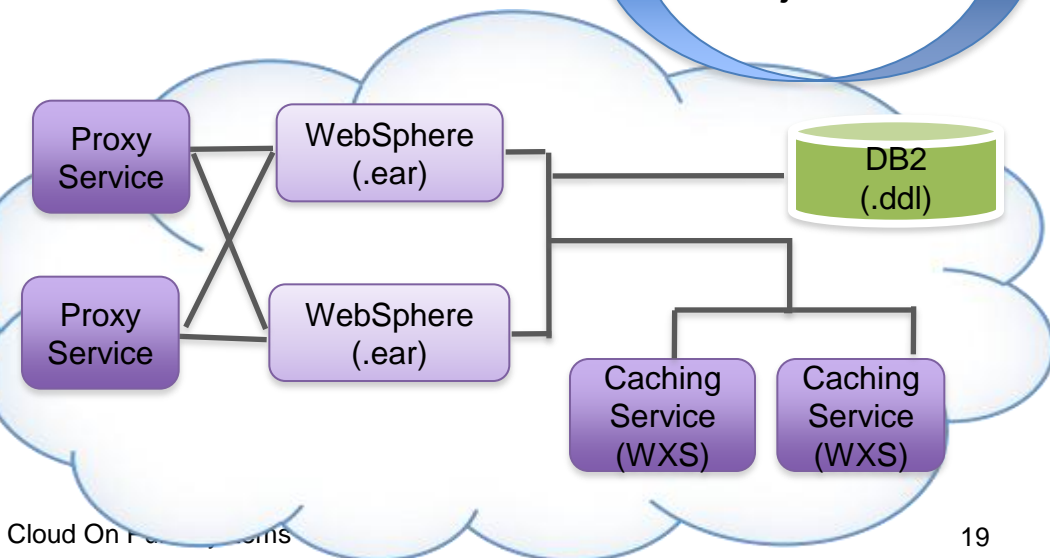 Proxy
Service
WebSphere
(.ear)
DB2
(.ddl)
Proxy
Service
WebSphere
(.ear)
Caching
Service
(WXS)
Caching
Service
(WXS)
Cloud On
19